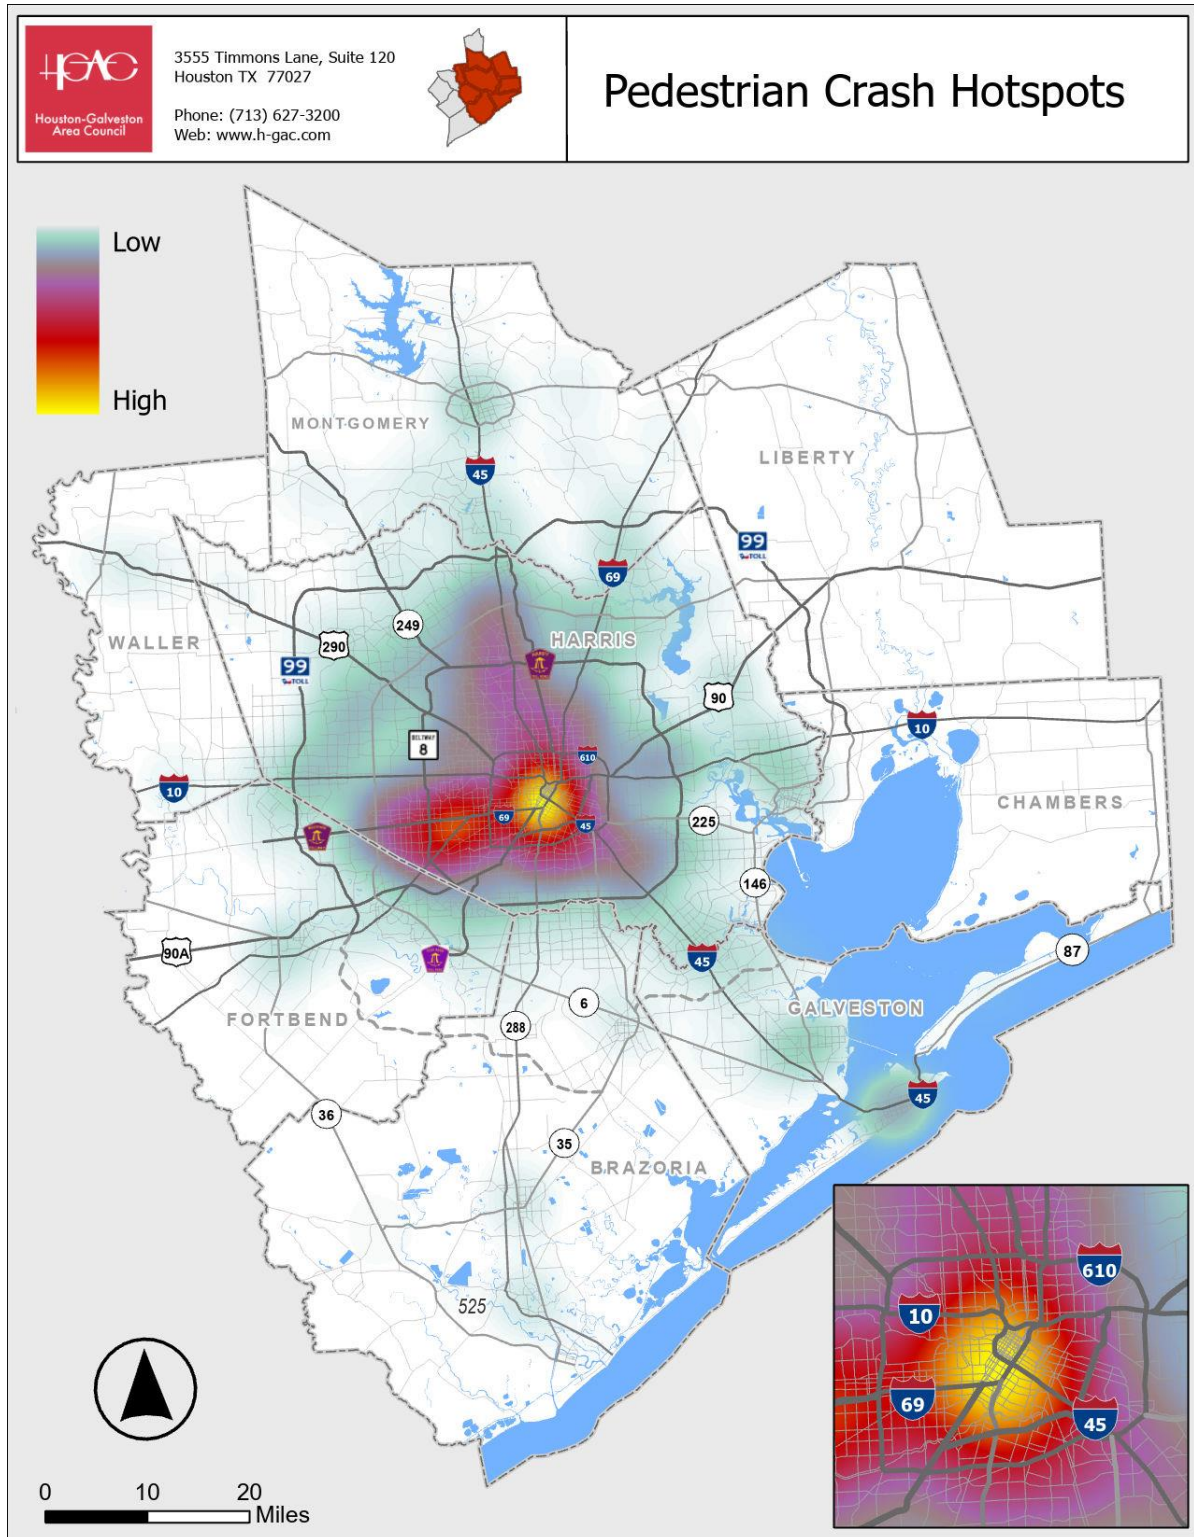 HGAC
Houston-Galveston
Area Council
3555 Timmons Lane, Suite 120
Houston TX  77027
Phone: (713) 627-3200
Web: www.h-gac.com
Pedestrian Crash Hotspots
Low
High
MONTGOMERY
LIBERTY
45
99
TOLL
69
249
HARRIS
WALLER
290
99
TOLL
90
BELTWAY
8
10
610
10
CHAMBERS
69
45
225
146
90A
45
87
6
GALVESTON
FORTBEND
288
45
36
35
BRAZORIA
525
610
10
69
45
0
10
20
Miles